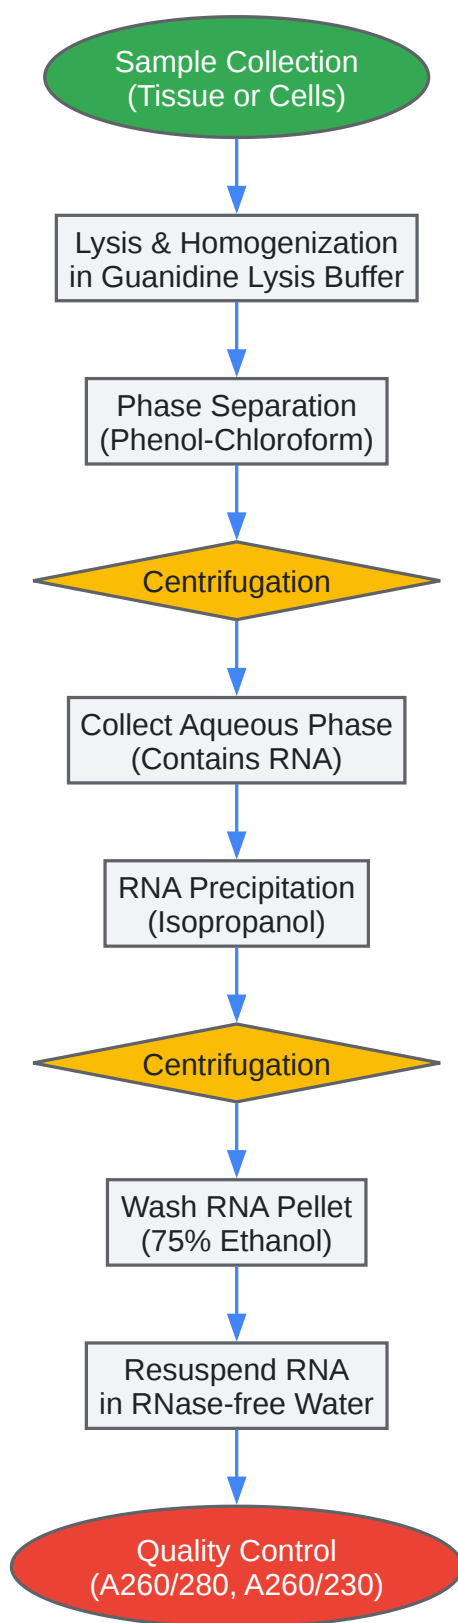 Sample Collection
(Tissue or Cells)
Lysis & Homogenization
in Guanidine Lysis Buffer
Phase Separation
(Phenol-Chloroform)
Centrifugation
Collect Aqueous Phase
(Contains RNA)
RNA Precipitation
(Isopropanol)
Centrifugation
Wash RNA Pellet
(75% Ethanol)
Resuspend RNA
in RNase-free Water
Quality Control
(A260/280, A260/230)